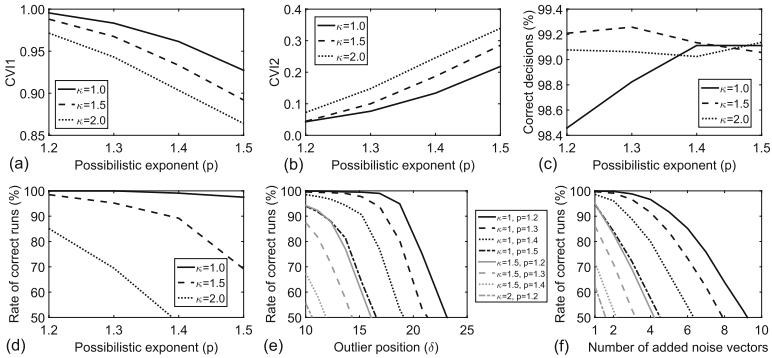 1.00
0.95
0.90
0.85
CVI1
κ=1.0
κ=1.5
κ=2.0
1.2 1.3 1.4 1.5
(a) Possibilistic exponent (p)
0.4
0.3
0.2
0.1
0.0
CVI2
κ=1.0
κ=1.5
κ=2.0
1.2 1.3 1.4 1.5
(b) Possibilistic exponent (p)
99.4
99.2
99.0
98.8
98.6
98.4
Correct decisions (%)
κ=1.0
κ=1.5
κ=2.0
1.2 1.3 1.4 1.5
(c) Possibilistic exponent (p)
100
90
80
70
60
50
Rate of correct runs (%)
κ=1.0
κ=1.5
κ=2.0
1.2 1.3 1.4 1.5
(d) Possibilistic exponent (p)
100
90
80
70
60
50
Rate of correct runs (%)
10 15 20 25
(e) Outlier position (δ)
κ=1, p=1.2
κ=1, p=1.3
κ=1, p=1.4
κ=1, p=1.5
κ=1.5, p=1.2
κ=1.5, p=1.3
κ=1.5, p=1.4
κ=2, p=1.2
100
90
80
70
60
50
Rate of correct runs (%)
1 2 4 6 8 10
(f) Number of added noise vectors